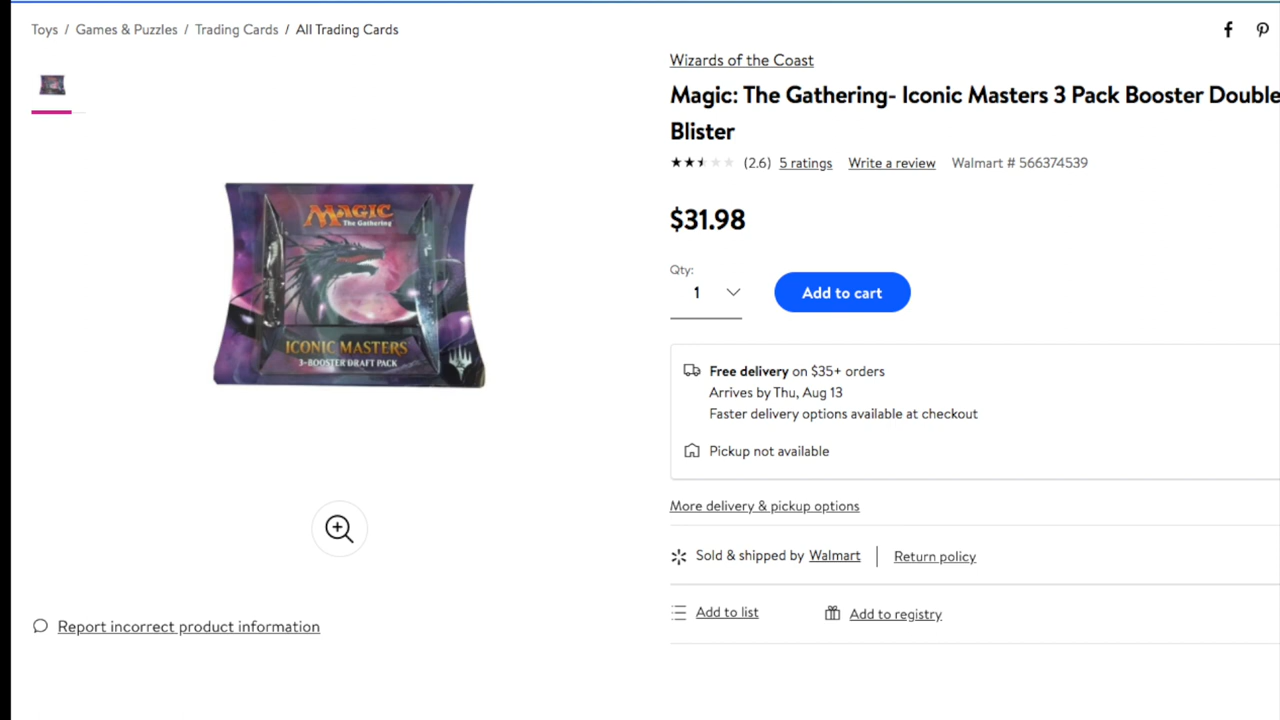 Toys / Games & Puzzles / Trading Cards / All Trading Cards
Wizards of the Coast
Magic: The Gathering- Iconic Masters 3 Pack Booster Double
Blister
(2.6) 5 ratings Write a review Walmart # 566374539
$31.98
Qty:
1
Add to cart
MAGIC
The Gathering
ICONIC MASTERS
3-BOOSTER DRAFT PACK
Free delivery on $35+ orders
Arrives by Thu, Aug 13
Faster delivery options available at checkout
Pickup not available
More delivery & pickup options
Sold & shipped by Walmart | Return policy
Add to list Add to registry
Report incorrect product information